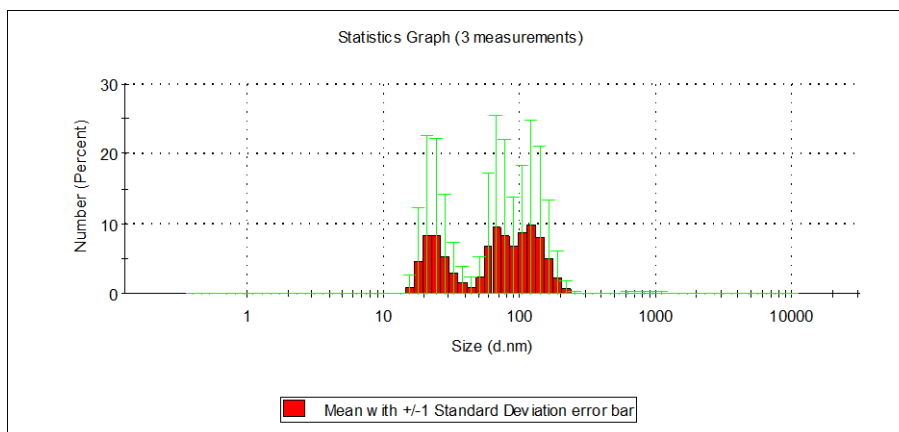 Statistics Graph (3 measurements)
30
20
10
0
Number (Percent)
1 10 100 1000 10000
Size (d.nm)
Mean with +/-1 Standard Deviation error bar